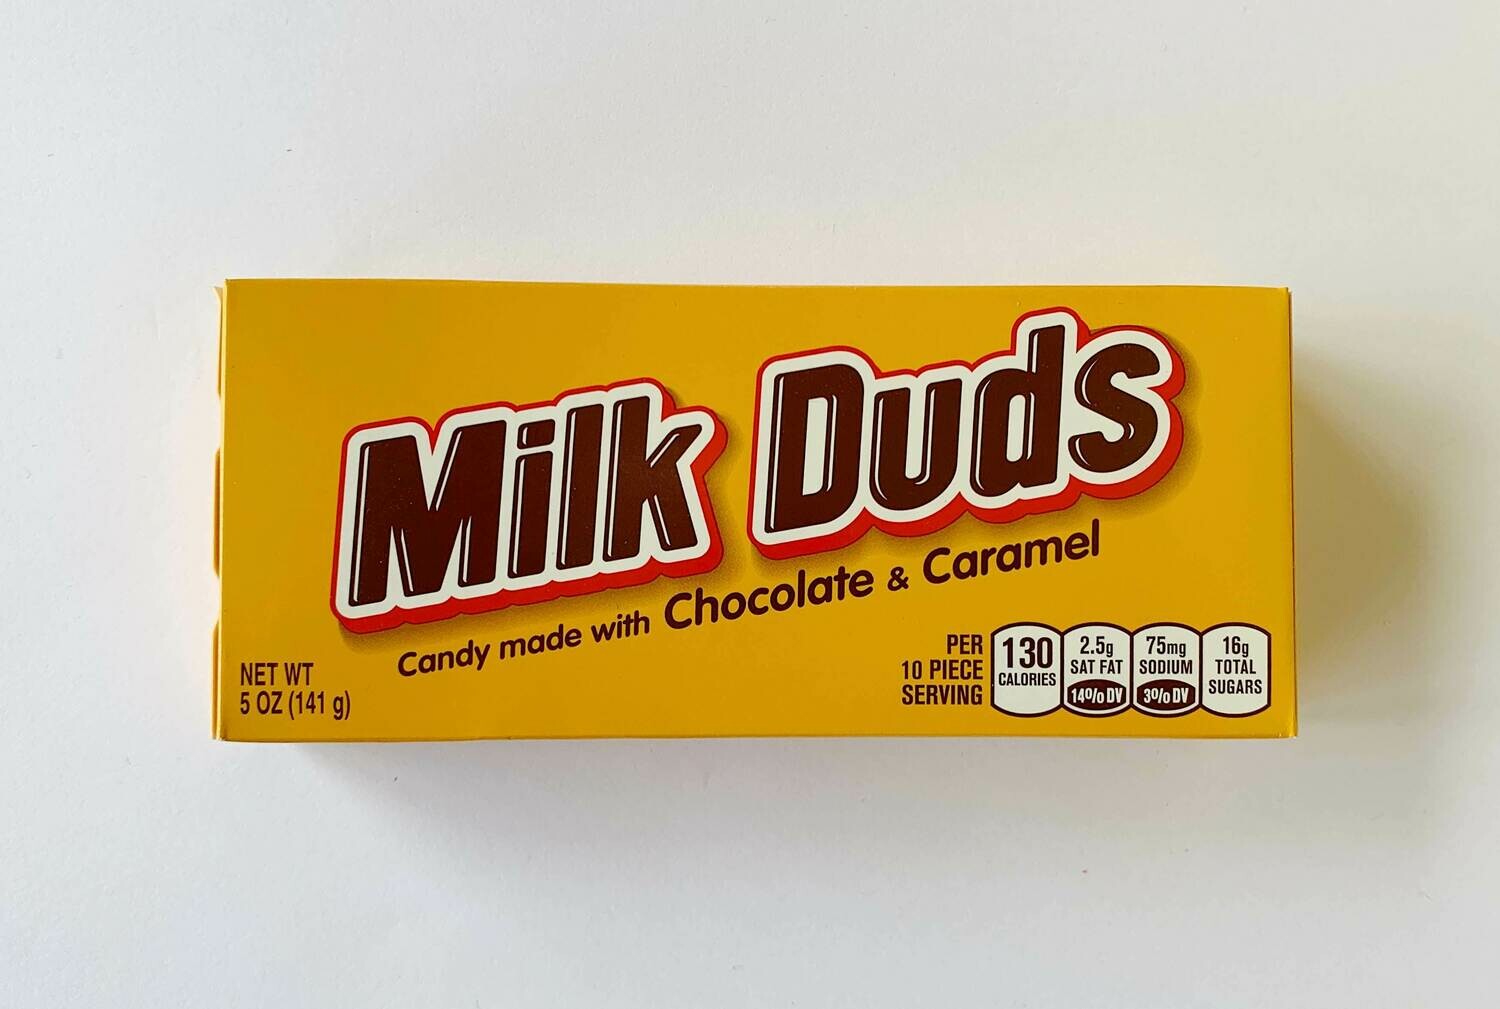 Milk Duds
Candy made with Chocolate & Caramel
NET WT
5 OZ (141 g)
PER
10 PIECE
SERVING
130
CALORIES
2.5g
SAT FAT
14% DV
75mg
SODIUM
3% DV
16g
TOTAL
SUGARS